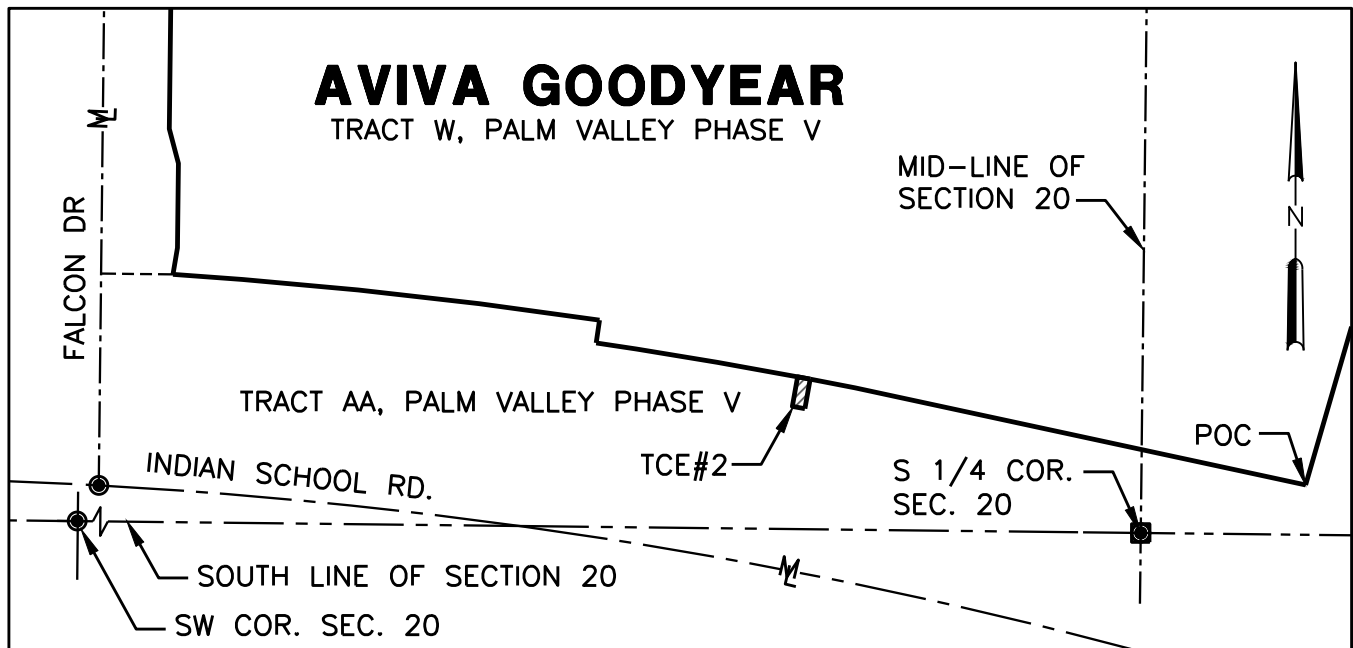 AVIVA GOODYEAR
TRACT W, PALM VALLEY PHASE V
MID-LINE OF
SECTION 20
N
FALCON DR
TRACT AA, PALM VALLEY PHASE V
POC
TCE#2
S 1/4 COR.
SEC. 20
INDIAN SCHOOL RD.
SOUTH LINE OF SECTION 20
SW COR. SEC. 20
ML
ML